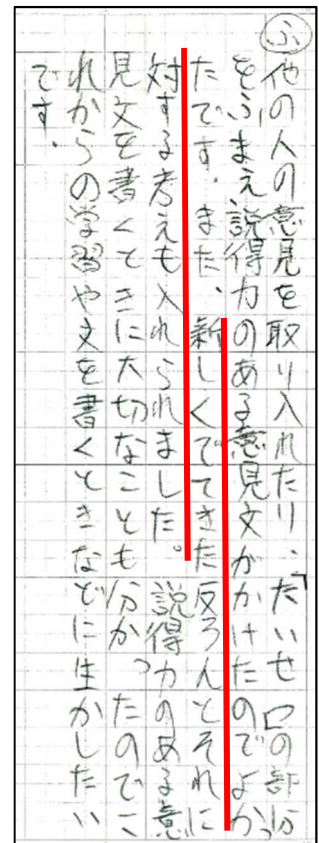 ふ
他の人の意見を取り入れたり、「たいせ」の部分
をふまえ説得力のある意見文がかけたのでよかっ
たです。また、新しくでてきた反ろんとそれに
対する考えも入れられました。説得力のある意
見文を書くときに大切なことも分かったのでこ
れからの学習や文を書くときなどに生かしたい
です。